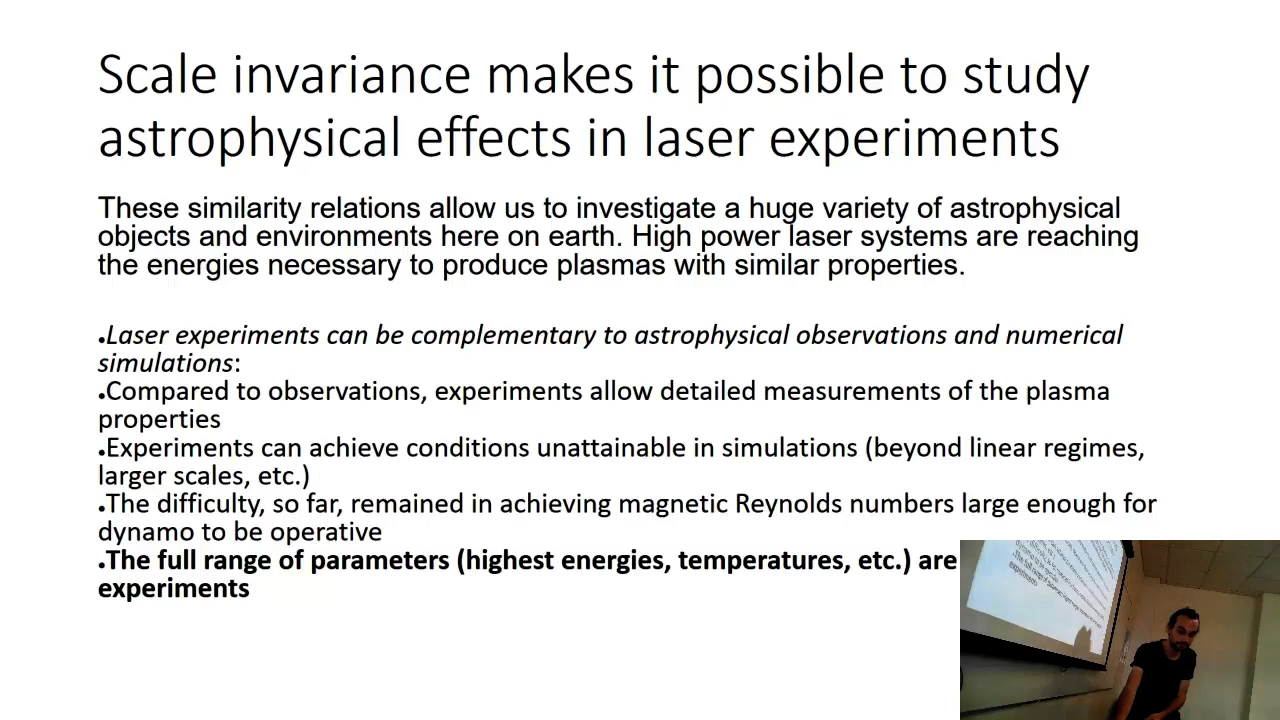 Scale invariance makes it possible to study
astrophysical effects in laser experiments
These similarity relations allow us to investigate a huge variety of astrophysical
objects and environments here on earth. High power laser systems are reaching
the energies necessary to produce plasmas with similar properties.
•Laser experiments can be complementary to astrophysical observations and numerical
simulations:
•Compared to observations, experiments allow detailed measurements of the plasma
properties
•Experiments can achieve conditions unattainable in simulations (beyond linear regimes,
larger scales, etc.)
•The difficulty, so far, remained in achieving magnetic Reynolds numbers large enough for
dynamo to be operative
•The full range of parameters (highest energies, temperatures, etc.) are
experiments